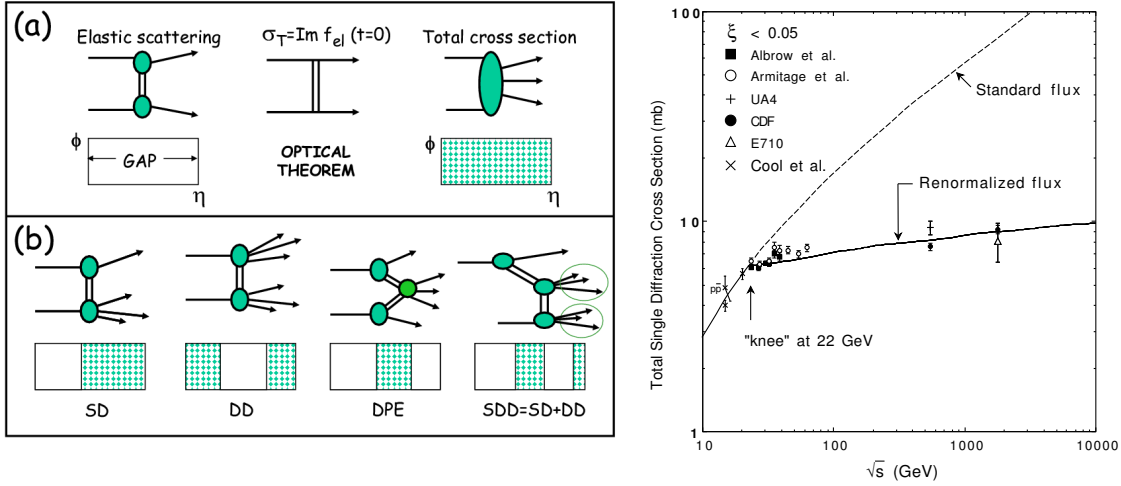 (a)
Elastic scattering
σT=Im fel (t=0)
Total cross section
ϕ
GAP
η
OPTICAL
THEOREM
ϕ
η
(b)
SD
DD
DPE
SDD=SD+DD
Total Single Diffraction Cross Section (mb)
100
10
1
ξ < 0.05
Albrow et al.
Armitage et al.
UA4
CDF
E710
Cool et al.
Standard flux
Renormalized flux
pp̄
"knee" at 22 GeV
10
100
1000
10000
√s (GeV)